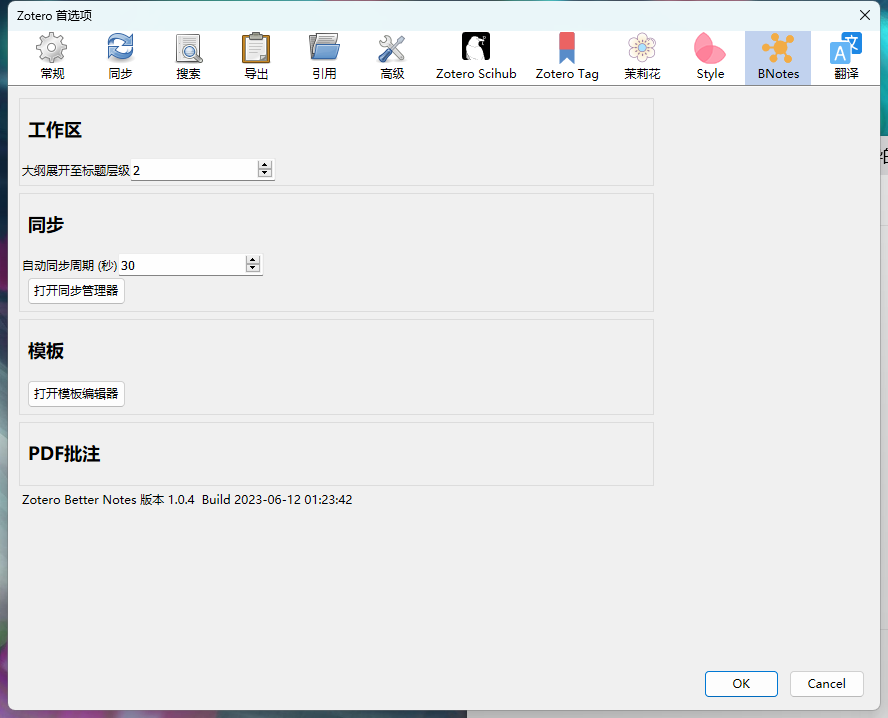 Zotero 首选项
常规
同步
搜索
导出
引用
高级
Zotero Scihub
Zotero Tag
茉莉花
Style
BNotes
翻译
工作区
大纲展开至标题层级 2
同步
自动同步周期 (秒) 30
打开同步管理器
模板
打开模板编辑器
PDF批注
Zotero Better Notes 版本 1.0.4 Build 2023-06-12 01:23:42
OK
Cancel